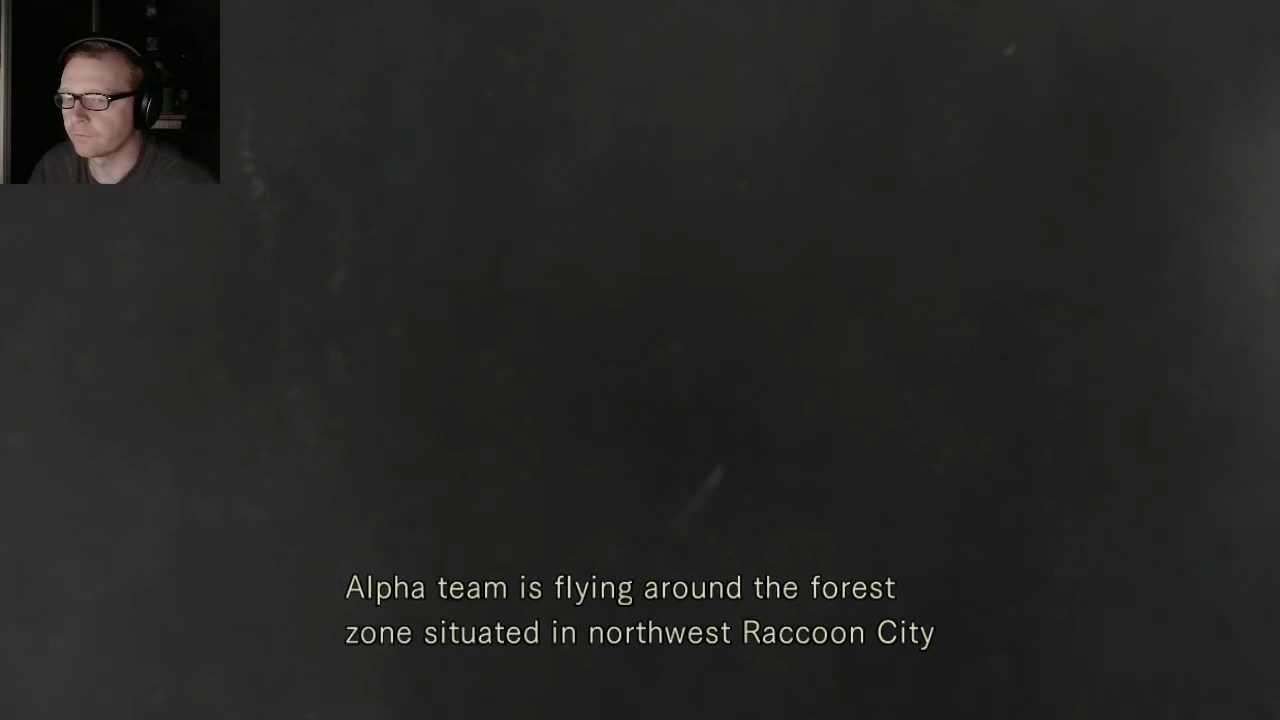 Alpha team is flying around the forest
zone situated in northwest Raccoon City